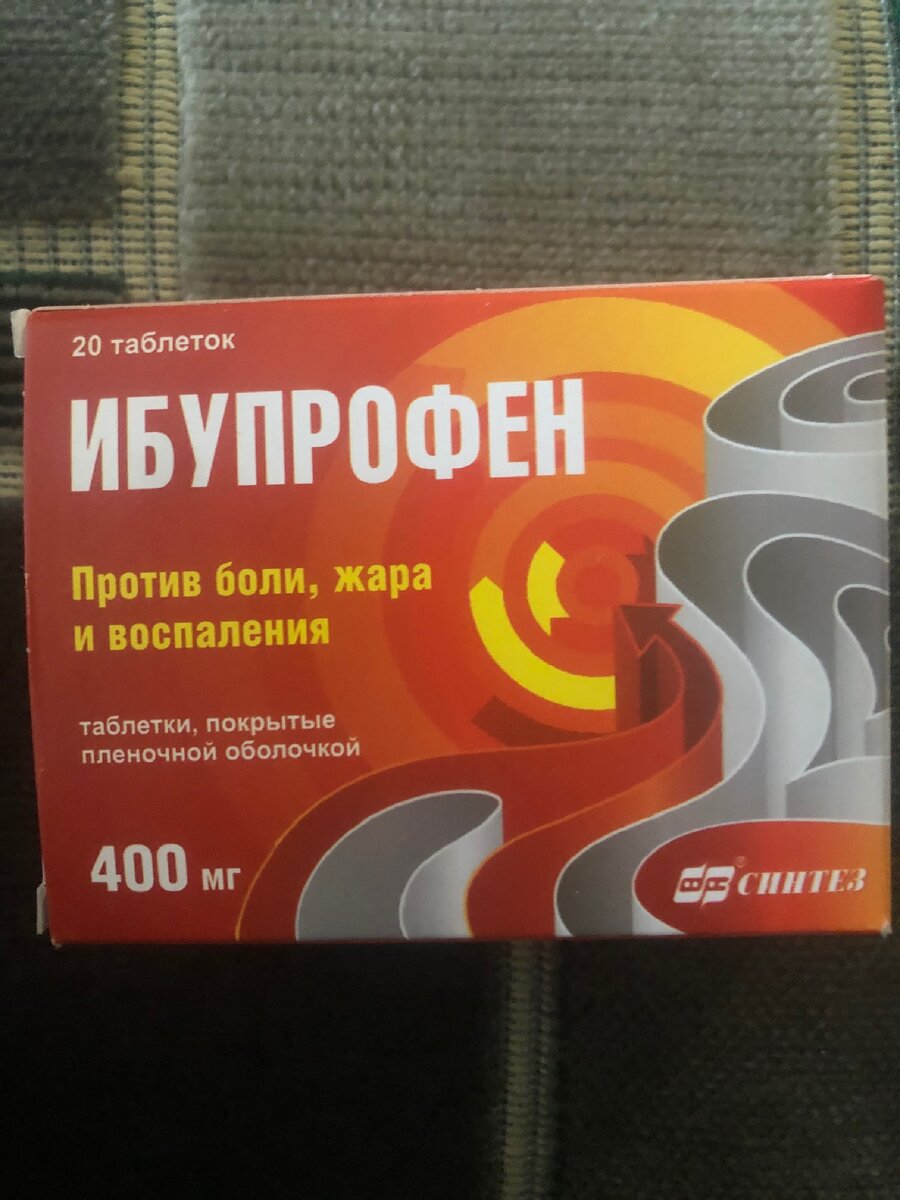 20 таблеток
ИБУПРОФЕН
Против боли, жара
и воспаления
таблетки, покрытые
пленочной оболочкой
400 мг
® СИНТЕЗ